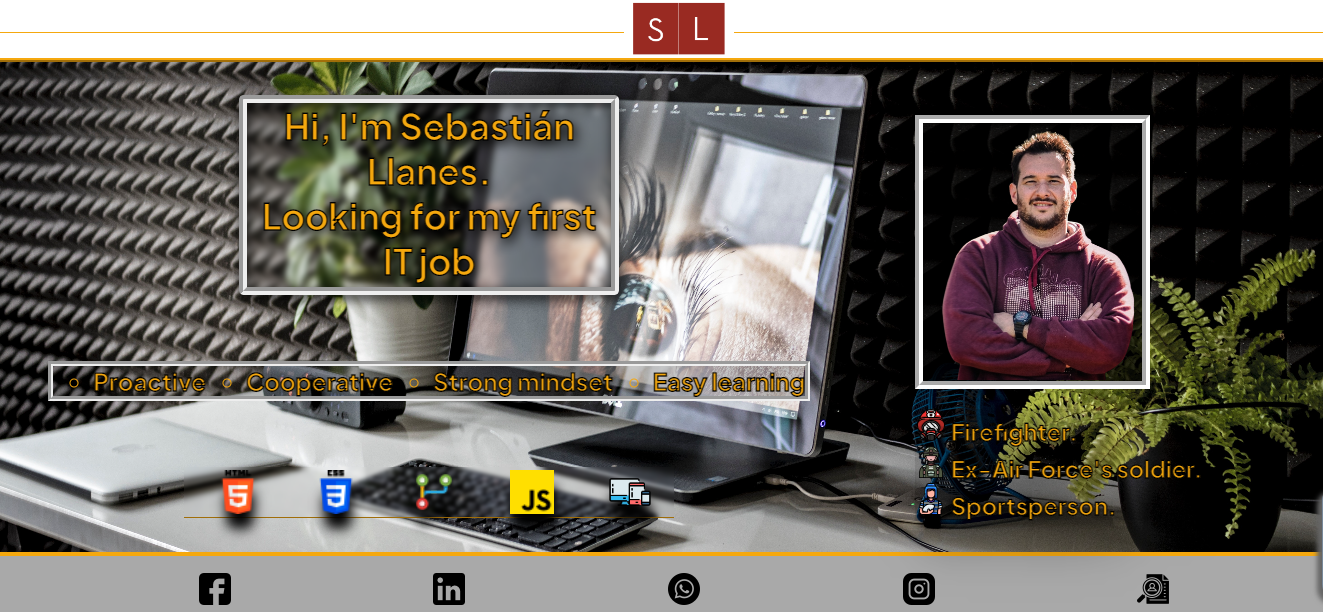 S L
Hi, I'm Sebastián
Llanes.
Looking for my first
IT job
Proactive Cooperative Strong mindset Easy learning
Firefighter.
Ex-Air Force's soldier.
Sportsperson.
HTML
5
CSS
3
JS
f in